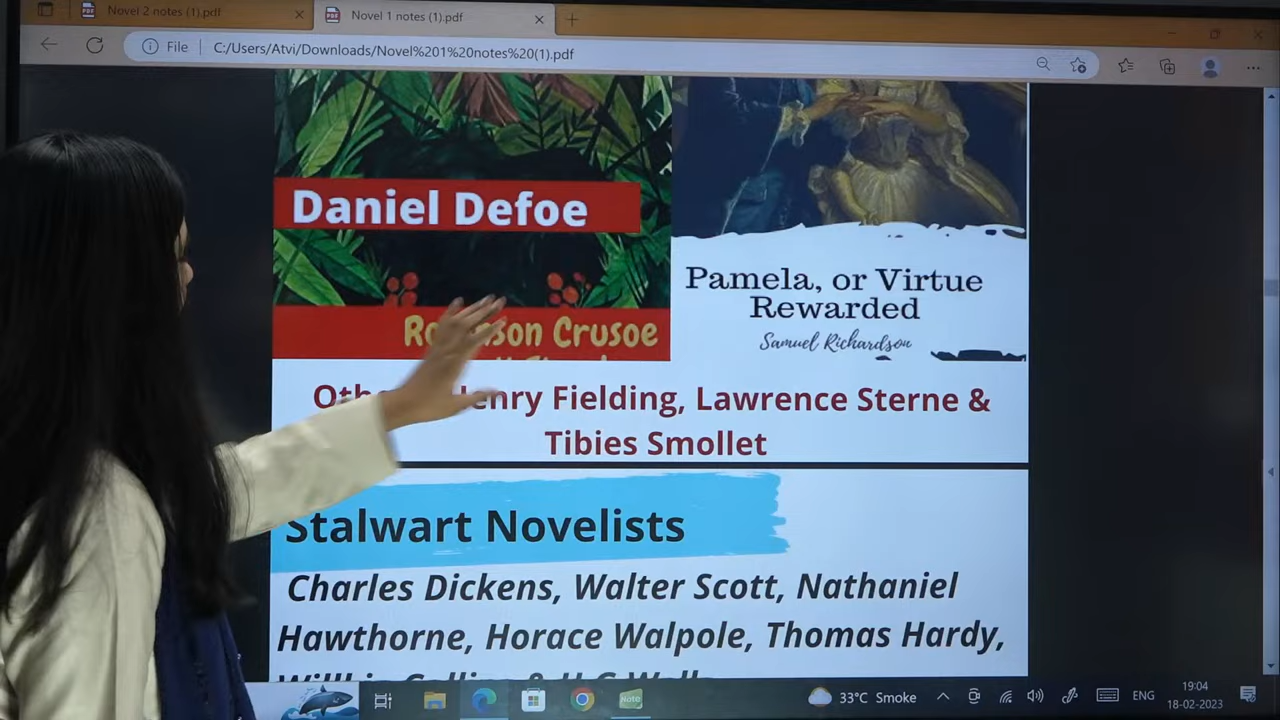 Novel 2 notes (1).pdf
Novel 1 notes (1).pdf
File
C:/Users/Atvi/Downloads/Novel%201%20notes%20(1).pdf
Daniel Defoe
Crusoe
Pamela, or Virtue
Rewarded
Samuel Richardson
Henry Fielding, Lawrence Sterne &
Tibies Smollet
Stalwart Novelists
Charles Dickens, Walter Scott, Nathaniel
Hawthorne, Horace Walpole, Thomas Hardy,
Note
33°C Smoke
ENG
19:04
18-02-2023